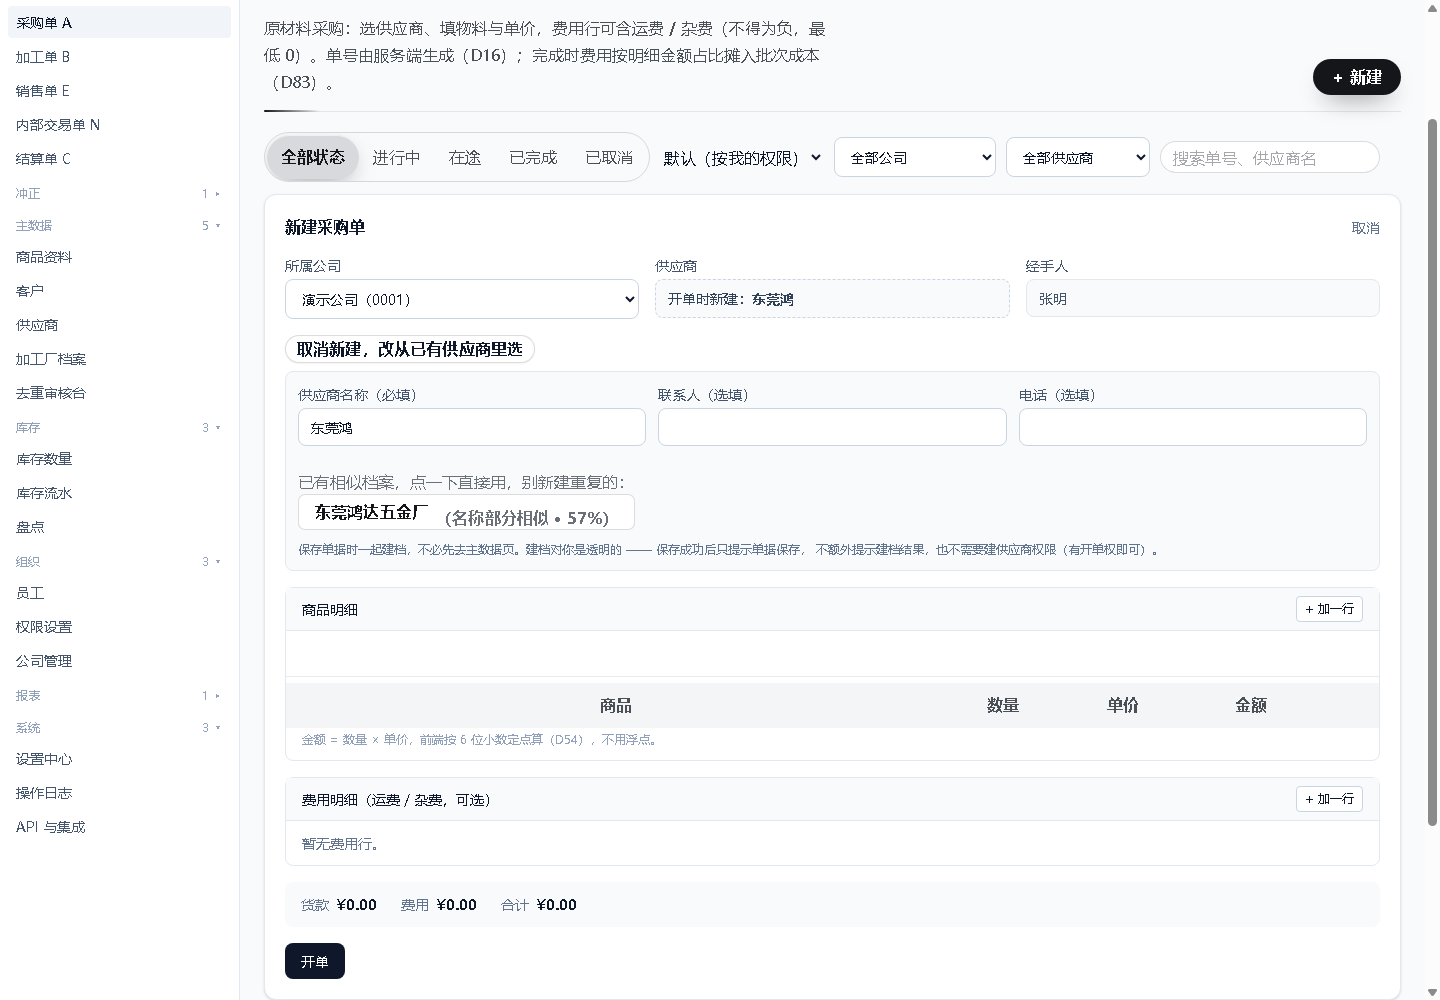 采购单 A
加工单 B
销售单 E
内部交易单 N
结算单 C
冲正 1 ▸
主数据 5 ▾
商品资料
客户
供应商
加工厂档案
去重审核台
库存 3 ▾
库存数量
库存流水
盘点
组织 3 ▾
员工
权限设置
公司管理
报表 1 ▸
系统 3 ▾
设置中心
操作日志
API 与集成
原材料采购：选供应商、填物料与单价，费用行可含运费 / 杂费（不得为负，最
低 0）。单号由服务端生成（D16）；完成时费用按明细金额占比摊入批次成本
（D83）。
+ 新建
全部状态 进行中 在途 已完成 已取消 默认（按我的权限） 全部公司 全部供应商 搜索单号、供应商名
新建采购单 取消
所属公司 供应商 经手人
演示公司（0001） 开单时新建：东莞鸿 张明
取消新建，改从已有供应商里选
供应商名称（必填） 联系人（选填） 电话（选填）
东莞鸿
已有相似档案，点一下直接用，别新建重复的：
东莞鸿达五金厂 （名称部分相似 • 57%）
保存单据时一起建档，不必先去主数据页。建档对你是透明的 —— 保存成功后只提示单据保存， 不额外提示建档结果，也不需要建供应商权限（有开单权即可）。
商品明细 + 加一行
商品 数量 单价 金额
金额 = 数量 × 单价，前端按 6 位小数定点算（D54），不用浮点。
费用明细（运费 / 杂费，可选） + 加一行
暂无费用行。
货款 ¥0.00 费用 ¥0.00 合计 ¥0.00
开单